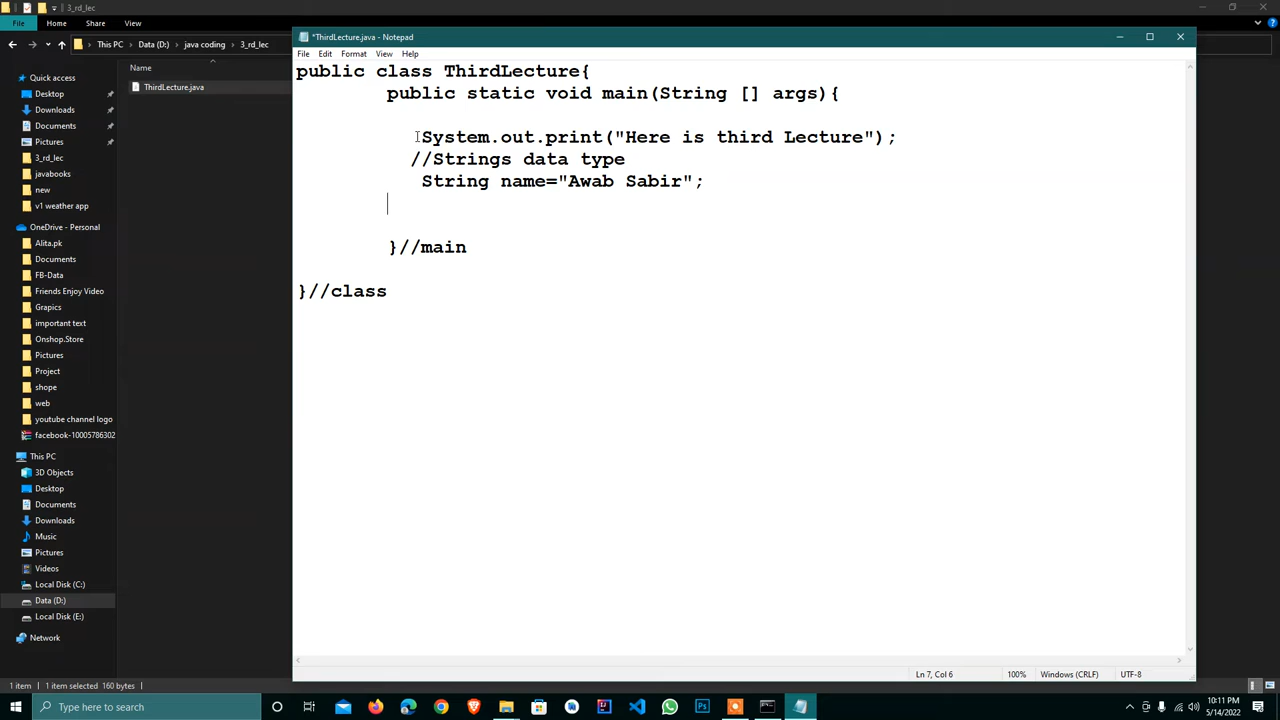 3_rd_lec
File
Home
Share
View
This PC
Data (D:)
java coding
3_rd_lec
Quick access
Desktop
Downloads
Documents
Pictures
3_rd_lec
javabooks
new
v1 weather app
OneDrive - Personal
Alita.pk
Documents
FB-Data
Friends Enjoy Video
Grapics
important text
Onshop.Store
Pictures
Project
shope
web
youtube channel logo
facebook-10005786302
This PC
3D Objects
Desktop
Documents
Downloads
Music
Pictures
Videos
Local Disk (C:)
Data (D:)
Local Disk (E:)
Network
1 item
1 item selected 160 bytes
Name
ThirdLecture.java
*ThirdLecture.java - Notepad
File Edit Format View Help
public class ThirdLecture{
public static void main(String [] args){
System.out.print("Here is third Lecture");
//Strings data type
String name="Awab Sabir";
}//main
}//class
Ln 7, Col 6
100%
Windows (CRLF)
UTF-8
Type here to search
10:11 PM
5/14/2022